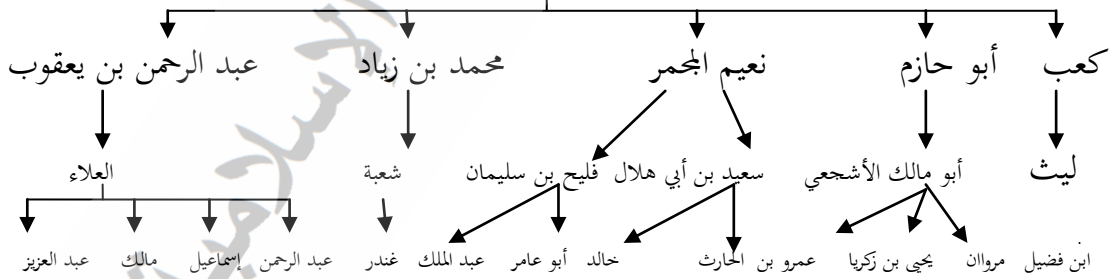 كعب أبو حازم نعيم المجمر محمد بن زياد عبد الرحمن بن يعقوب
ليث أبو مالك الأشجعي سعيد بن أبي هلال فليح بن سليمان شعبة العلاء
ابن فضيل مرواان يحيى بن زكريا عمرو بن الحارث خالد أبو عامر عبد الملك غندر عبد الرحمن إسماعيل مالك عبد العزيز